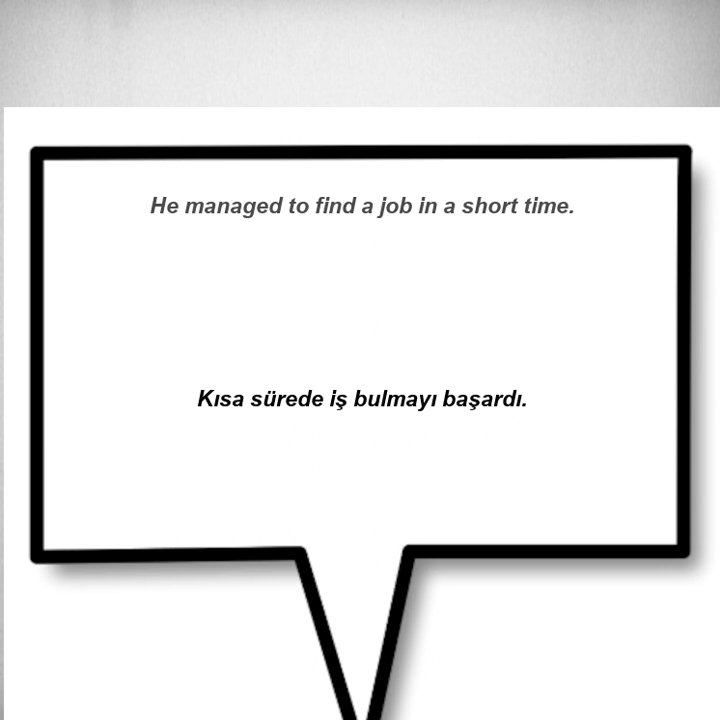 He managed to find a job in a short time.
Kısa sürede iş bulmayı başardı.